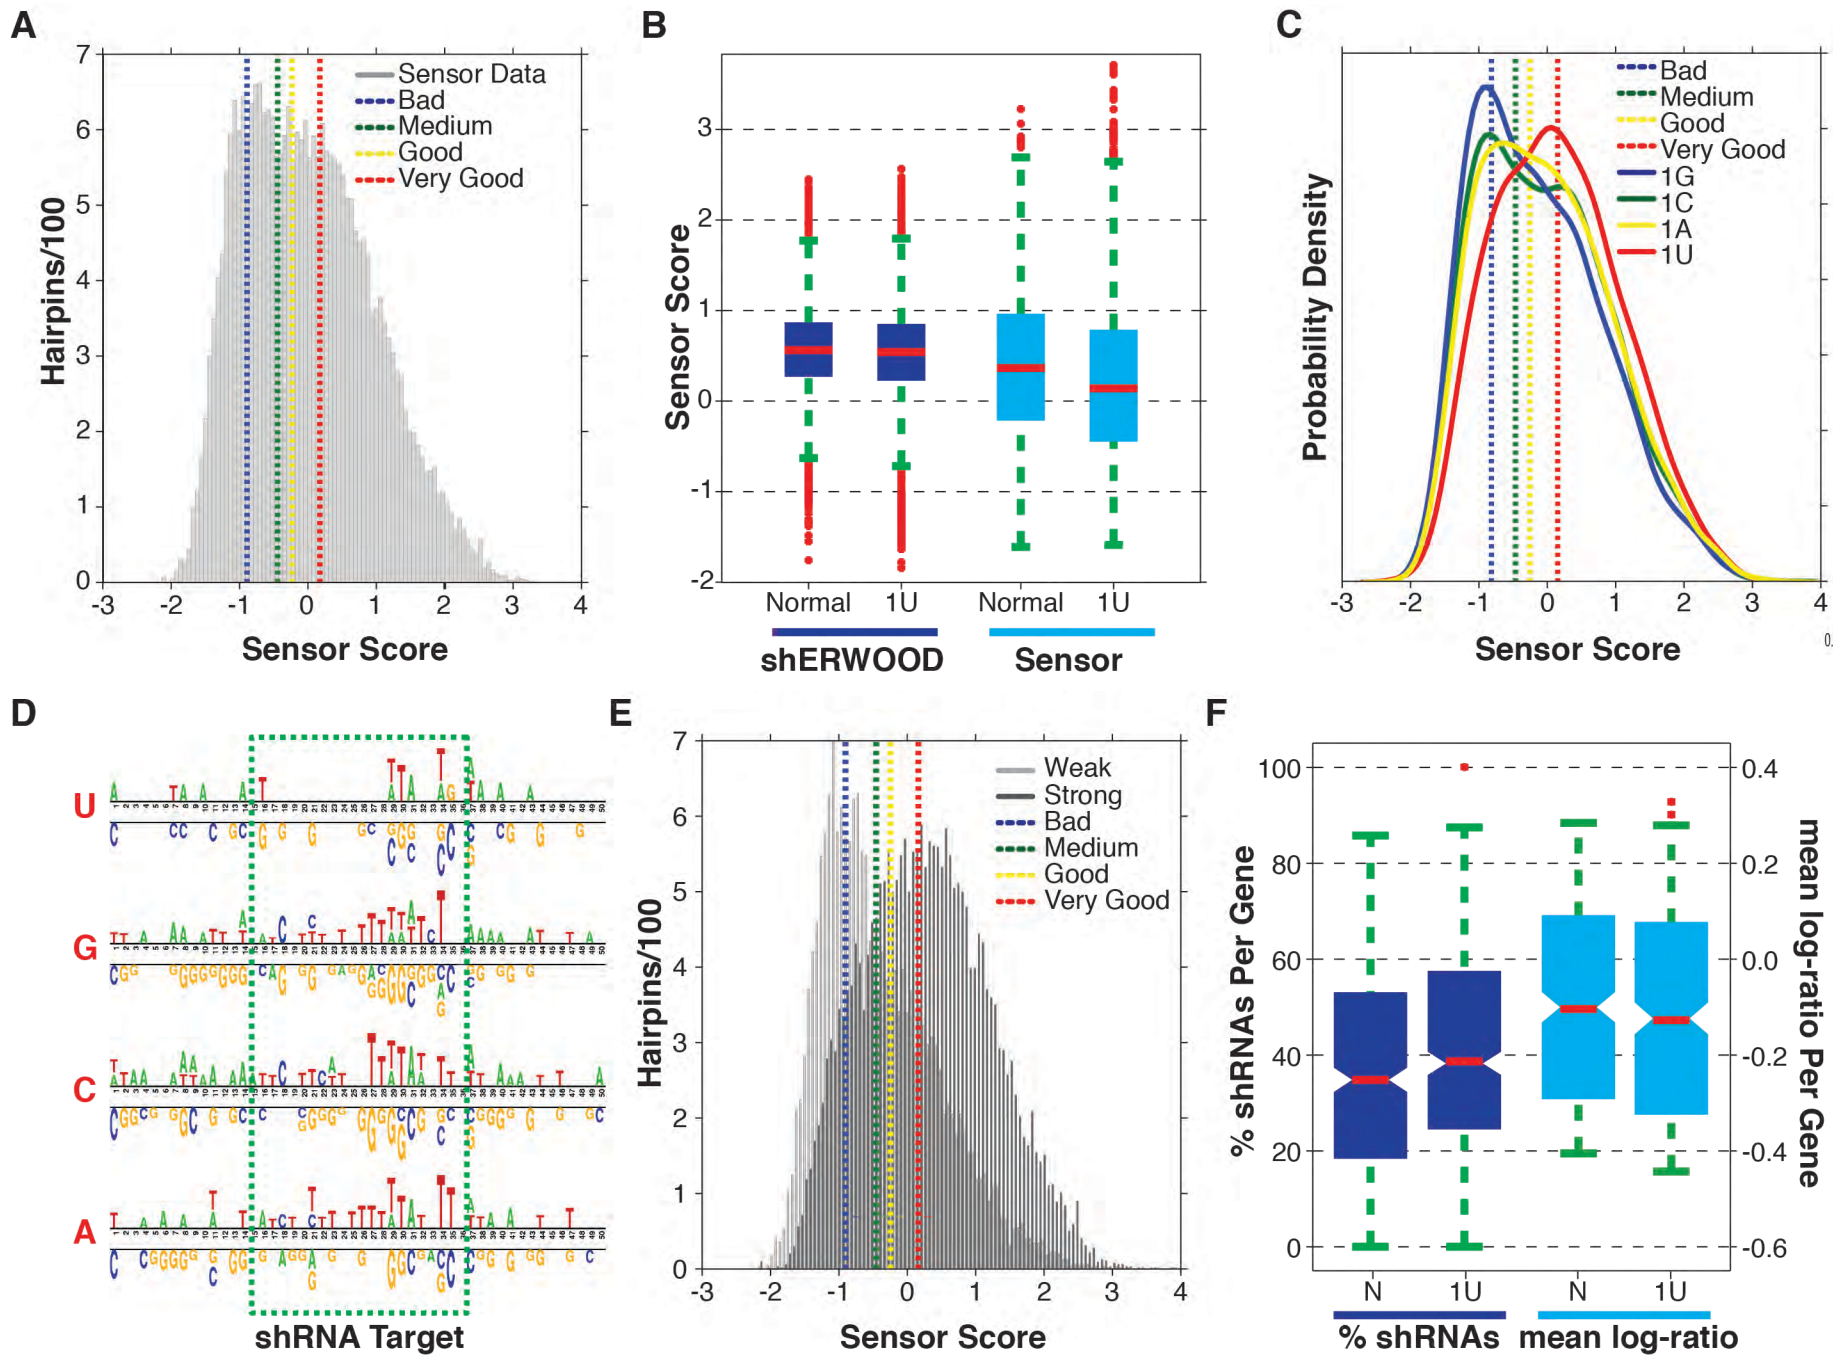 A
7
6
5
4
3
2
1
0
-3 -2 -1 0 1 2 3 4
Hairpins/100
Sensor Score
Sensor Data
Bad
Medium
Good
Very Good
B
3
2
1
0
-1
-2
Sensor Score
Normal 1U Normal 1U
shERWOOD Sensor
C
Probability Density
Bad
Medium
Good
Very Good
1G
1C
1A
1U
-3 -2 -1 0 1 2 3 4
Sensor Score
0.
D
U
G
C
A
shRNA Target
E
7
6
5
4
3
2
1
0
-3 -2 -1 0 1 2 3 4
Hairpins/100
Sensor Score
Weak
Strong
Bad
Medium
Good
Very Good
F
100
80
60
40
20
0
% shRNAs Per Gene
0.4
0.2
0.0
-0.2
-0.4
-0.6
mean log-ratio Per Gene
N 1U N 1U
% shRNAs mean log-ratio